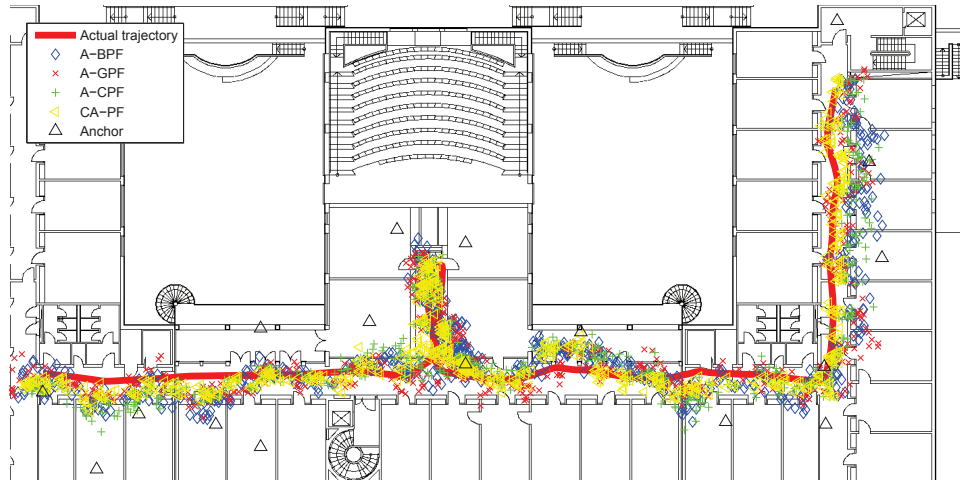 Actual trajectory
A-BPF
A-GPF
A-CPF
CA-PF
Anchor